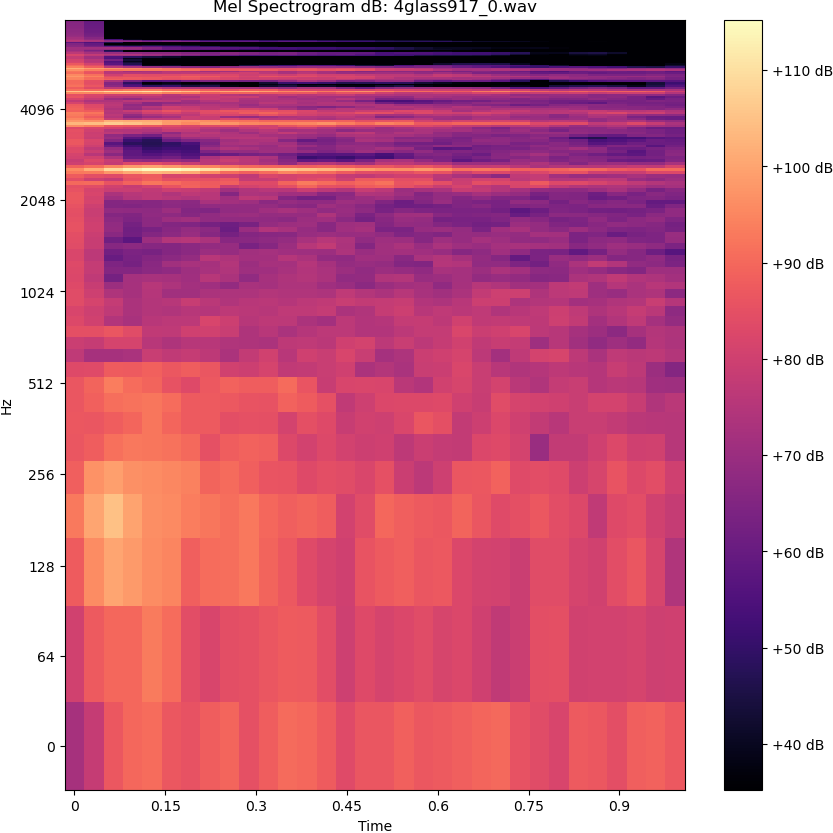 Mel Spectrogram dB: 4glass917_0.wav
Hz
4096
2048
1024
512
256
128
64
0
0 0.15 0.3 0.45 0.6 0.75 0.9
Time
+110 dB
+100 dB
+90 dB
+80 dB
+70 dB
+60 dB
+50 dB
+40 dB